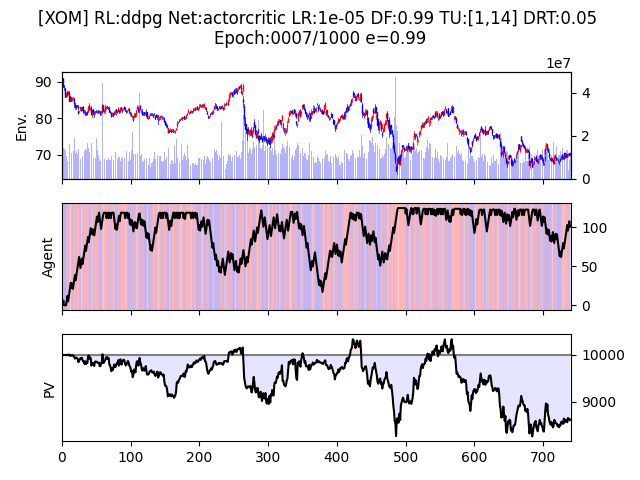 [XOM] RL:ddpg Net:actorcritic LR:1e-05 DF:0.99 TU:[1,14] DRT:0.05
Epoch:0007/1000 e=0.99
1e7
90
80
70
Env.
4
2
0
Agent
100
50
0
PV
10000
9000
0 100 200 300 400 500 600 700